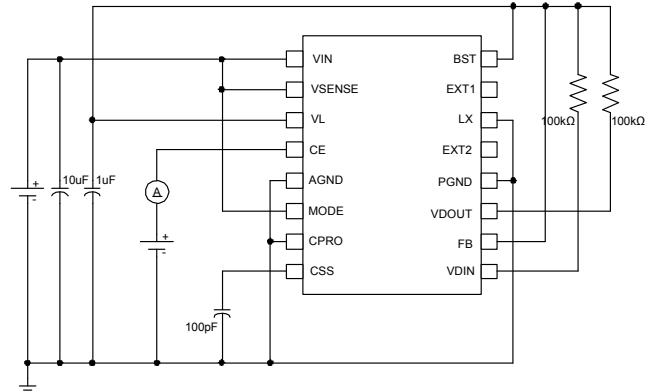 VIN
VSENSE
VL
CE
AGND
MODE
CPRO
CSS
BST
EXT1
LX
EXT2
PGND
VDOUT
FB
VDIN
+
-
10uF
1uF
A
+
-
100pF
100kΩ
100kΩ